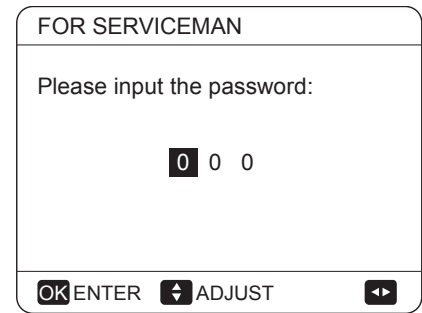 FOR SERVICEMAN
Please input the password:
0 0 0
OK ENTER ADJUST